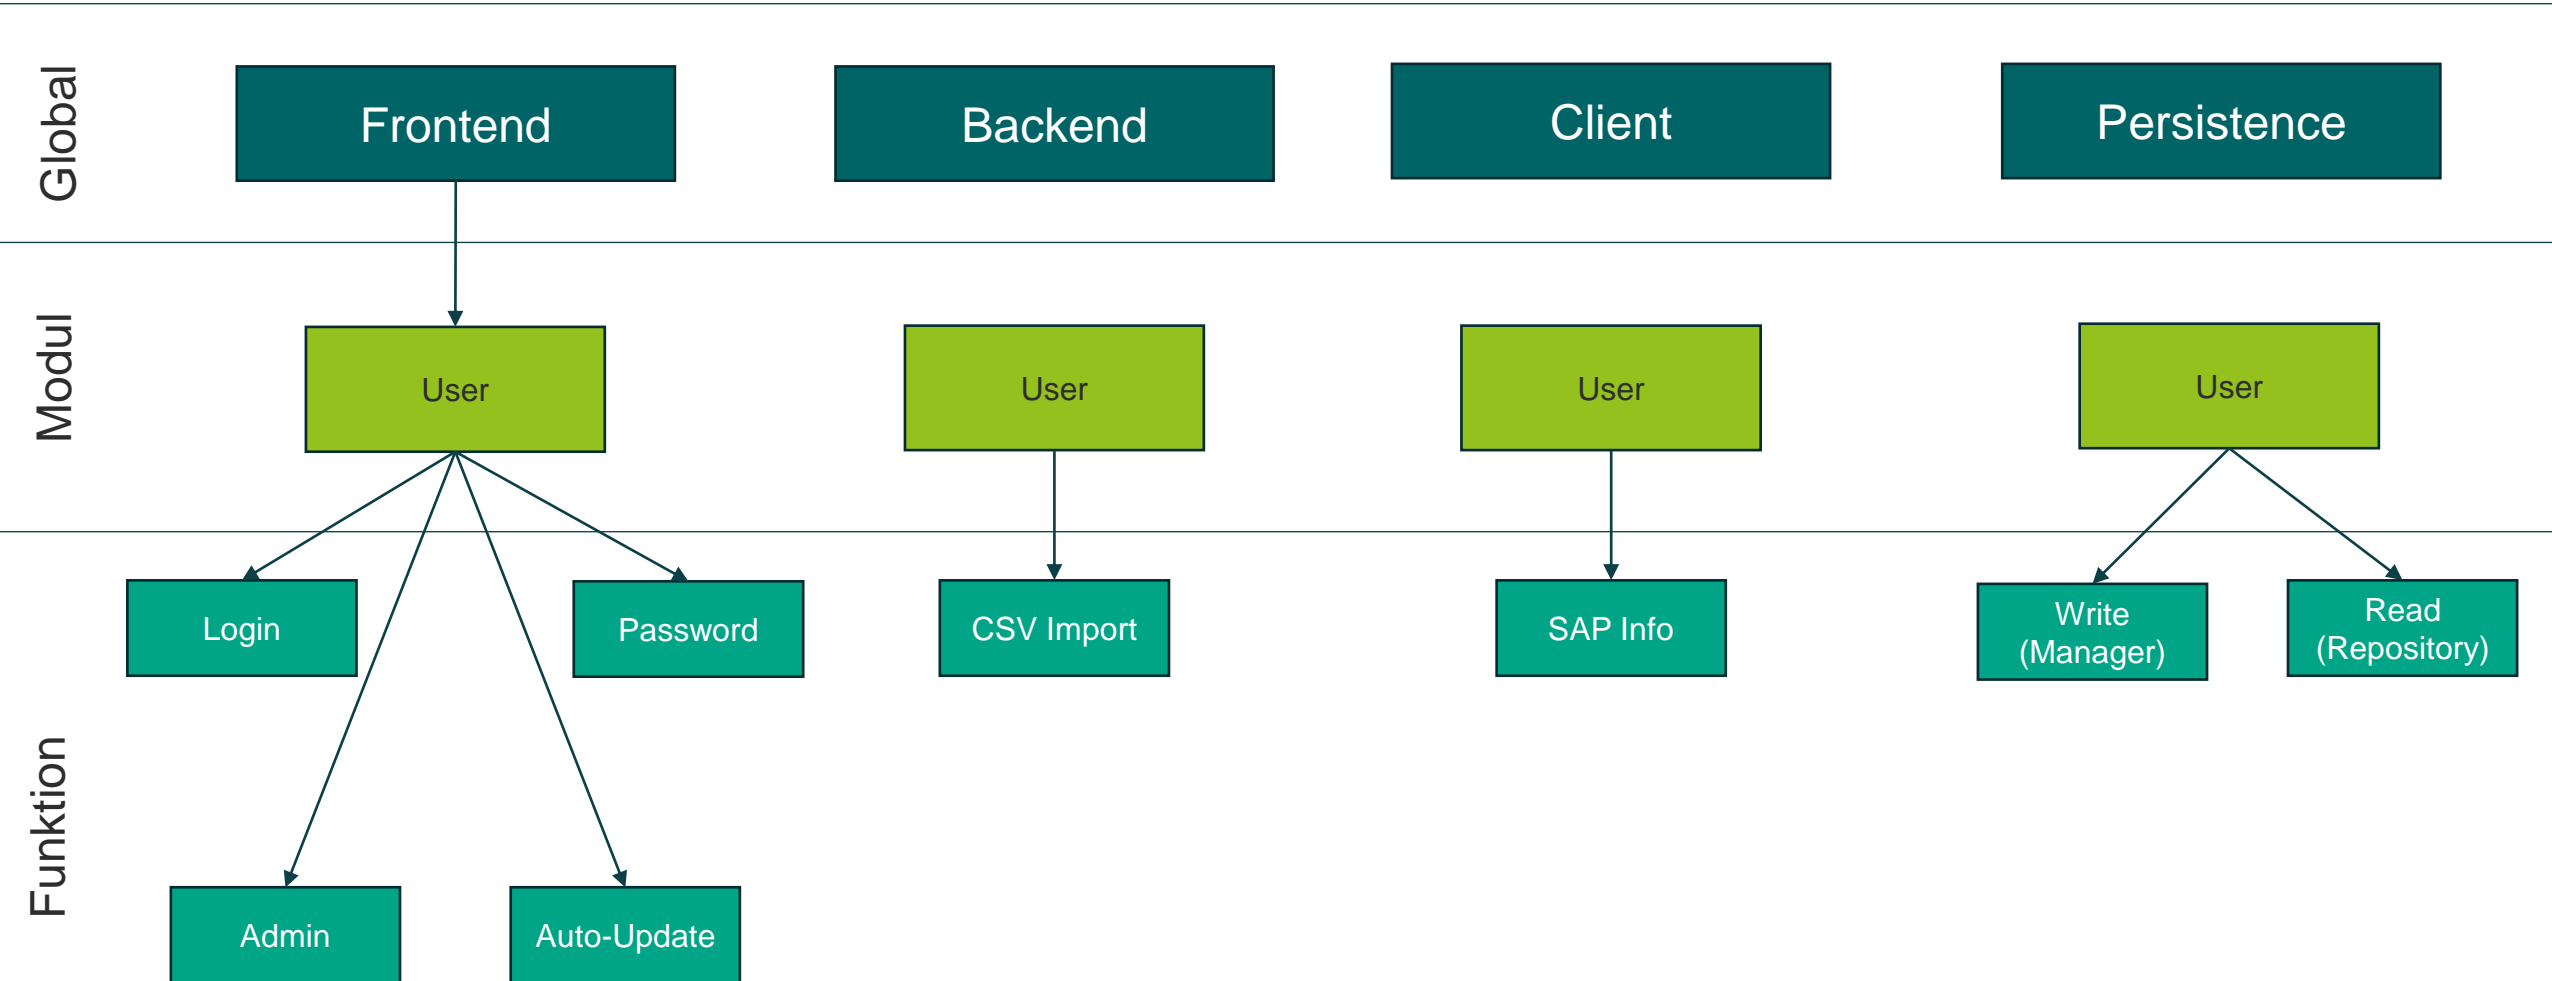 Global
Frontend
Backend
Client
Persistence
Modul
User
User
User
User
Funktion
Login
Password
CSV Import
SAP Info
Write
(Manager)
Read
(Repository)
Admin
Auto-Update